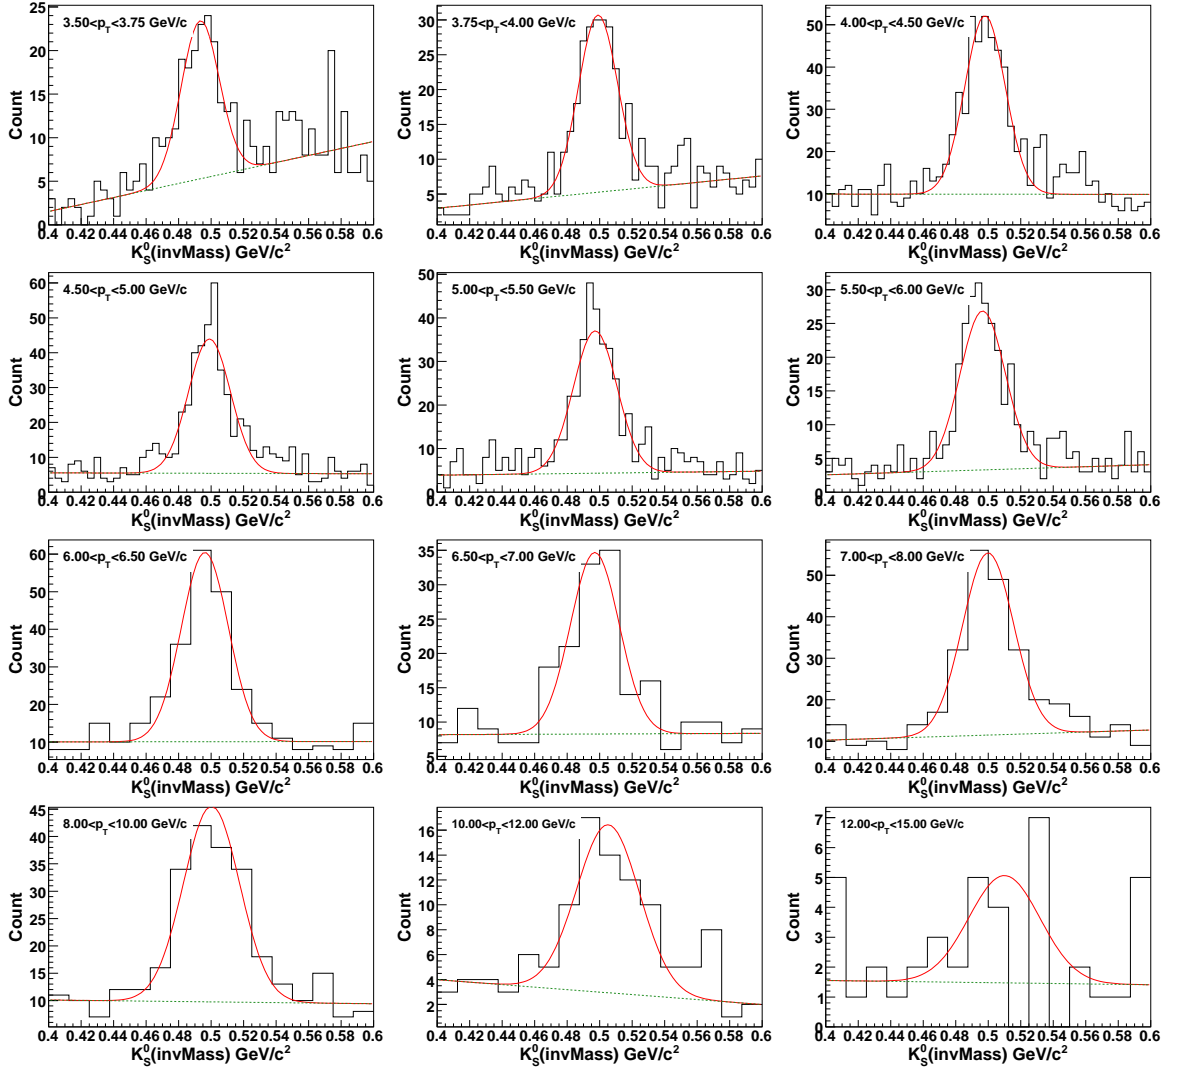 3.50<p_T<3.75 GeV/c
Count
25
20
15
10
5
0
0.4 0.42 0.44 0.46 0.48 0.5 0.52 0.54 0.56 0.58 0.6
K_S^0(invMass) GeV/c^2
3.75<p_T<4.00 GeV/c
Count
30
25
20
15
10
5
0.4 0.42 0.44 0.46 0.48 0.5 0.52 0.54 0.56 0.58 0.6
K_S^0(invMass) GeV/c^2
4.00<p_T<4.50 GeV/c
Count
50
40
30
20
10
0
0.4 0.42 0.44 0.46 0.48 0.5 0.52 0.54 0.56 0.58 0.6
K_S^0(invMass) GeV/c^2
4.50<p_T<5.00 GeV/c
Count
60
50
40
30
20
10
0
0.4 0.42 0.44 0.46 0.48 0.5 0.52 0.54 0.56 0.58 0.6
K_S^0(invMass) GeV/c^2
5.00<p_T<5.50 GeV/c
Count
50
40
30
20
10
0
0.4 0.42 0.44 0.46 0.48 0.5 0.52 0.54 0.56 0.58 0.6
K_S^0(invMass) GeV/c^2
5.50<p_T<6.00 GeV/c
Count
30
25
20
15
10
5
0
0.4 0.42 0.44 0.46 0.48 0.5 0.52 0.54 0.56 0.58 0.6
K_S^0(invMass) GeV/c^2
6.00<p_T<6.50 GeV/c
Count
60
50
40
30
20
10
0.4 0.42 0.44 0.46 0.48 0.5 0.52 0.54 0.56 0.58 0.6
K_S^0(invMass) GeV/c^2
6.50<p_T<7.00 GeV/c
Count
35
30
25
20
15
10
5
0.4 0.42 0.44 0.46 0.48 0.5 0.52 0.54 0.56 0.58 0.6
K_S^0(invMass) GeV/c^2
7.00<p_T<8.00 GeV/c
Count
50
40
30
20
10
0.4 0.42 0.44 0.46 0.48 0.5 0.52 0.54 0.56 0.58 0.6
K_S^0(invMass) GeV/c^2
8.00<p_T<10.00 GeV/c
Count
45
40
35
30
25
20
15
10
5
0.4 0.42 0.44 0.46 0.48 0.5 0.52 0.54 0.56 0.58 0.6
K_S^0(invMass) GeV/c^2
10.00<p_T<12.00 GeV/c
Count
16
14
12
10
8
6
4
2
0.4 0.42 0.44 0.46 0.48 0.5 0.52 0.54 0.56 0.58 0.6
K_S^0(invMass) GeV/c^2
12.00<p_T<15.00 GeV/c
Count
7
6
5
4
3
2
1
0
0.4 0.42 0.44 0.46 0.48 0.5 0.52 0.54 0.56 0.58 0.6
K_S^0(invMass) GeV/c^2